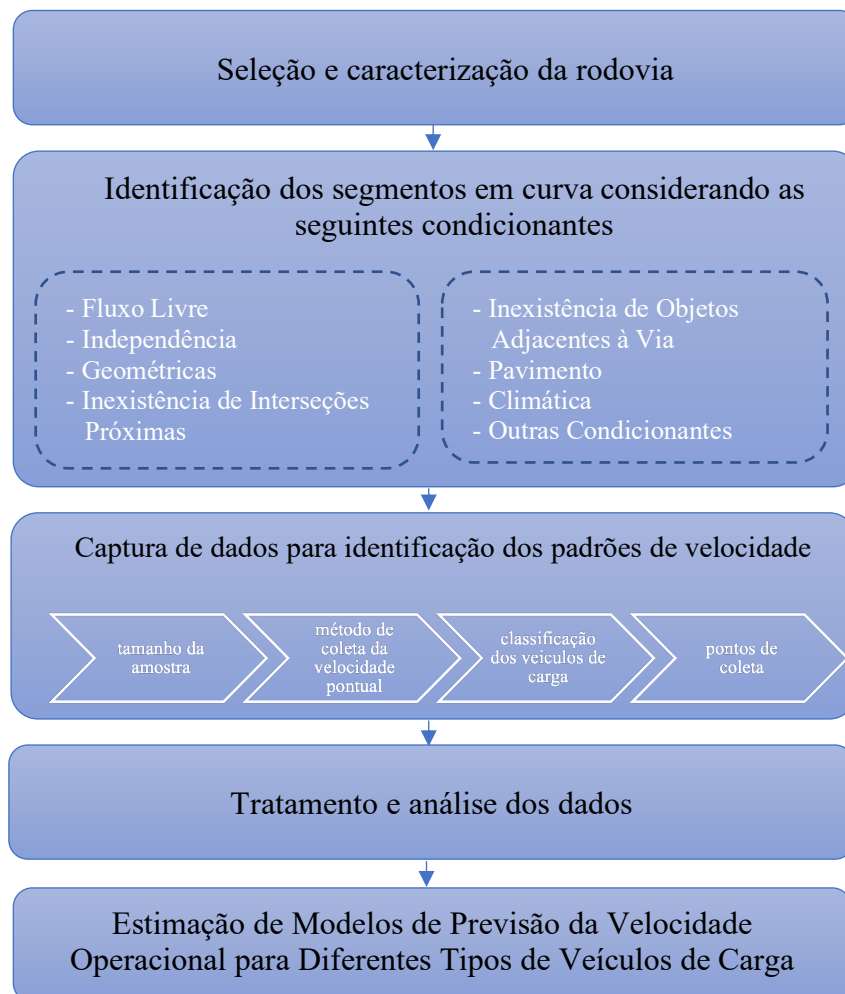 Seleção e caracterização da rodovia
Identificação dos segmentos em curva considerando as
seguintes condicionantes
- Fluxo Livre
- Independência
- Geométricas
- Inexistência de Interseções
Próximas
- Inexistência de Objetos
Adjacentes à Via
- Pavimento
- Climática
- Outras Condicionantes
Captura de dados para identificação dos padrões de velocidade
tamanho da
amostra
método de
coleta da
velocidade
pontual
classificação
dos veículos de
carga
pontos de
coleta
Tratamento e análise dos dados
Estimação de Modelos de Previsão da Velocidade
Operacional para Diferentes Tipos de Veículos de Carga